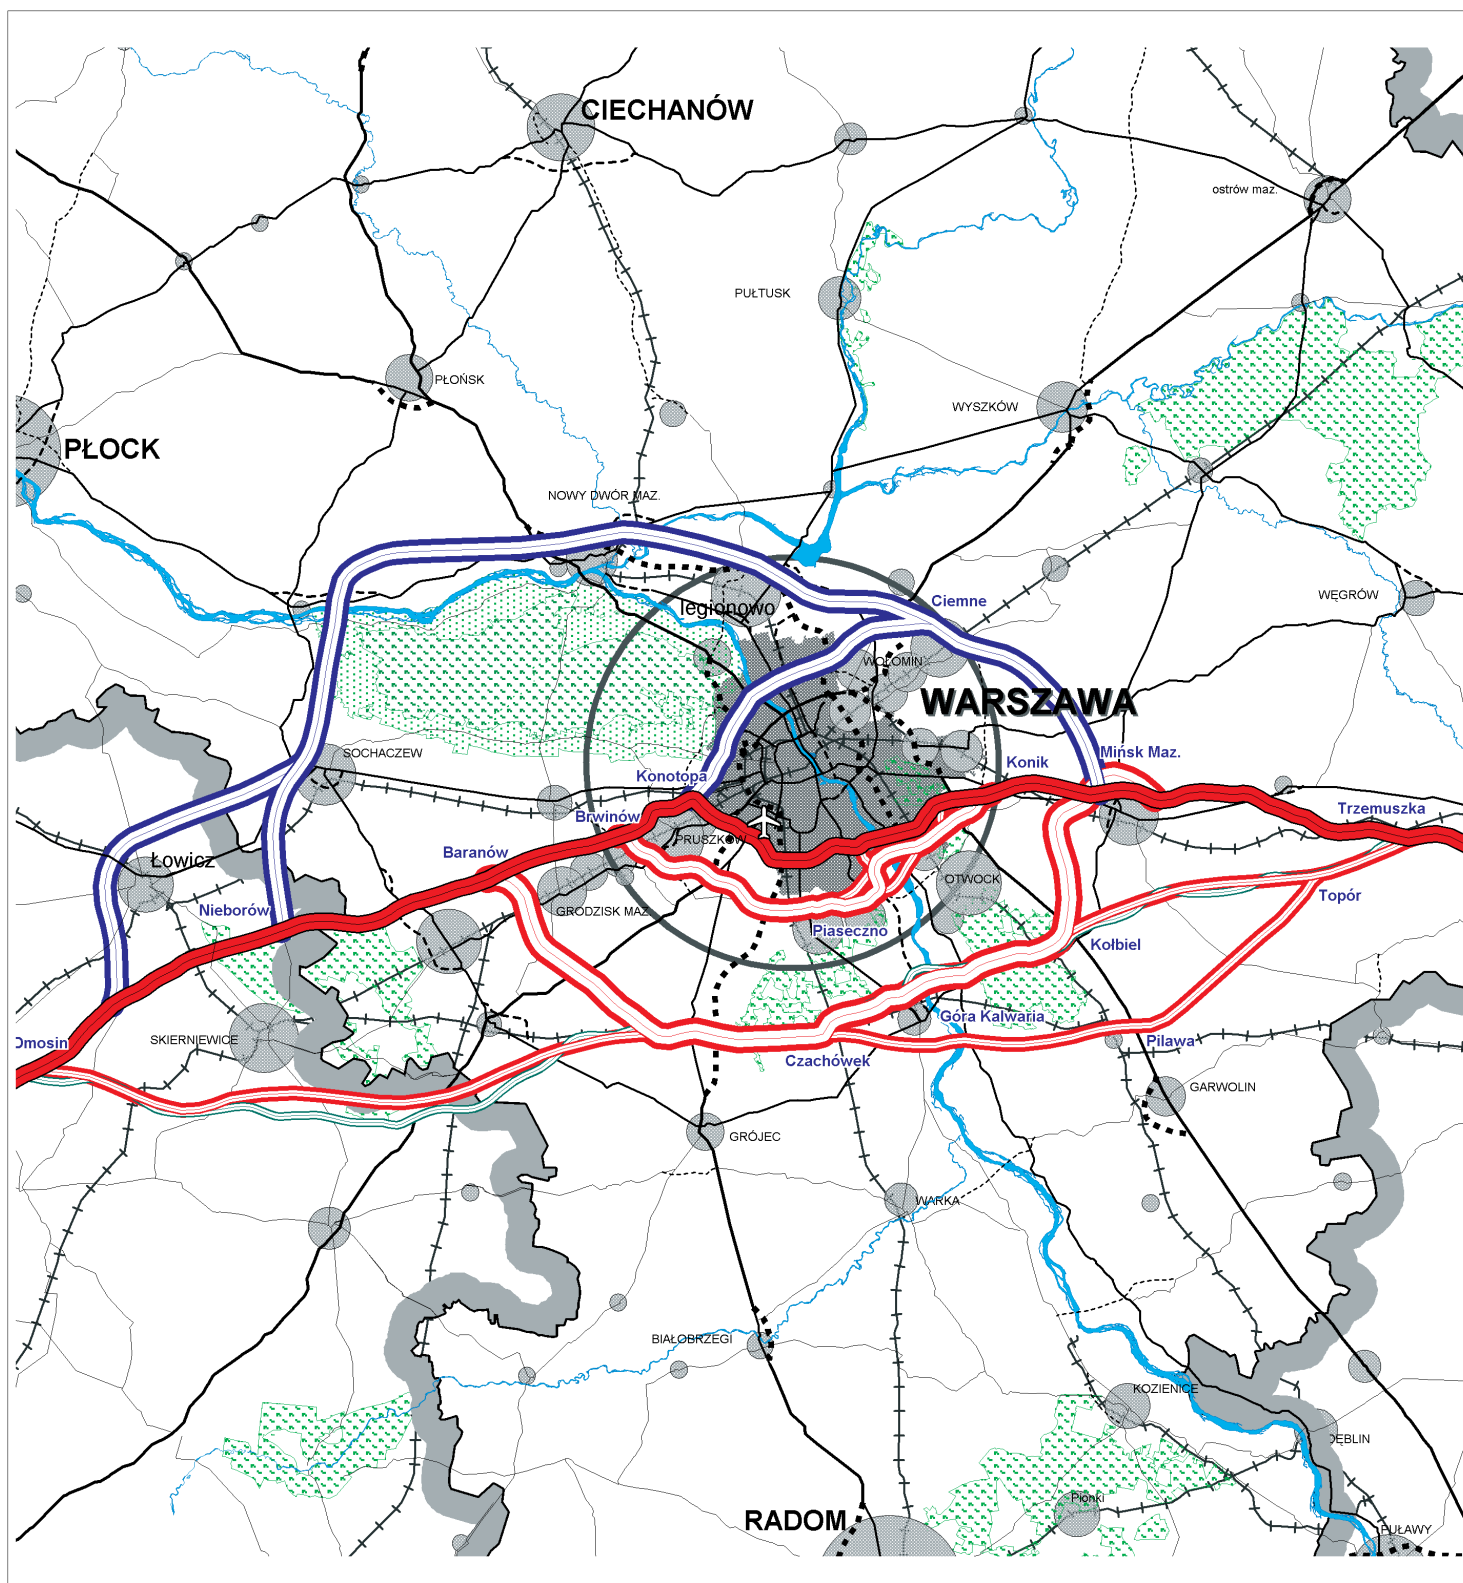 CIECHANÓW
ostrów maz.
PUŁTUSK
PŁOŃSK
WYSZKÓW
PŁOCK
NOWY DWÓR MAZ.
Ciemne
WĘGRÓW
legionowo
WOŁOMIN
WARSZAWA
SOCHACZEW
Mińsk Maz.
Konik
Konotopa
Trzemuszka
Brwinów
PRUSZKÓW
Baranów
Łowicz
OTWOCK
Topór
Nieborów
GRODZISK MAZ.
Piaseczno
Kołbiel
Góra Kalwaria
SKIERNIEWICE
Omosin
Pilawa
Czachówek
GARWOLIN
GRÓJEC
WARKA
BIAŁOBRZEGI
KOZIENICE
DĘBLIN
Pionki
RADOM
PUŁAWY